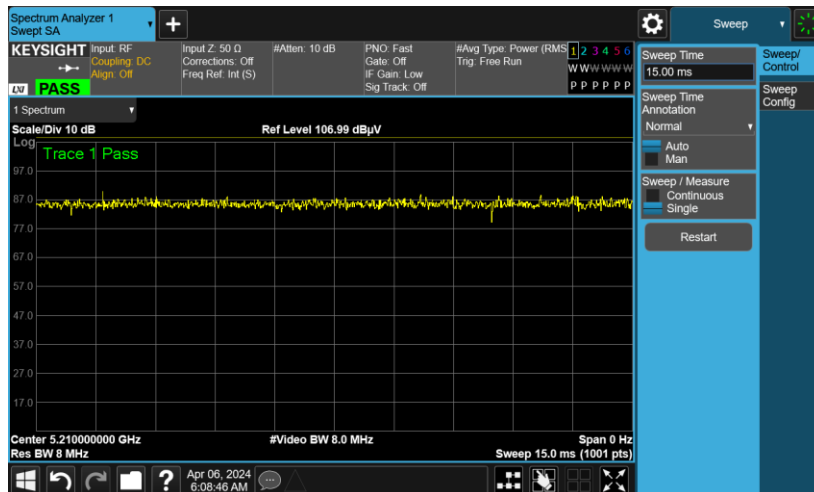 Spectrum Analyzer 1
Swept SA
+
Sweep
KEYSIGHT
Input: RF
Coupling: DC
Align: Off
Input Z: 50 Ω
Corrections: Off
Freq Ref: Int (S)
#Atten: 10 dB
PNO: Fast
Gate: Off
IF Gain: Low
Sig Track: Off
#Avg Type: Power (RMS
Trig: Free Run
1 2 3 4 5 6
W W W W W W
P P P P P P
LXI
PASS
1 Spectrum
Scale/Div 10 dB
Ref Level 106.99 dBµV
Log
Trace 1 Pass
97.0
87.0
77.0
67.0
57.0
47.0
37.0
27.0
17.0
Center 5.210000000 GHz
#Video BW 8.0 MHz
Span 0 Hz
Res BW 8 MHz
Sweep 15.0 ms (1001 pts)
?
Apr 06, 2024
6:08:46 AM
Sweep Time
15.00 ms
Sweep Time
Annotation
Normal
Auto
Man
Sweep / Measure
Continuous
Single
Restart
Sweep/
Control
Sweep
Config